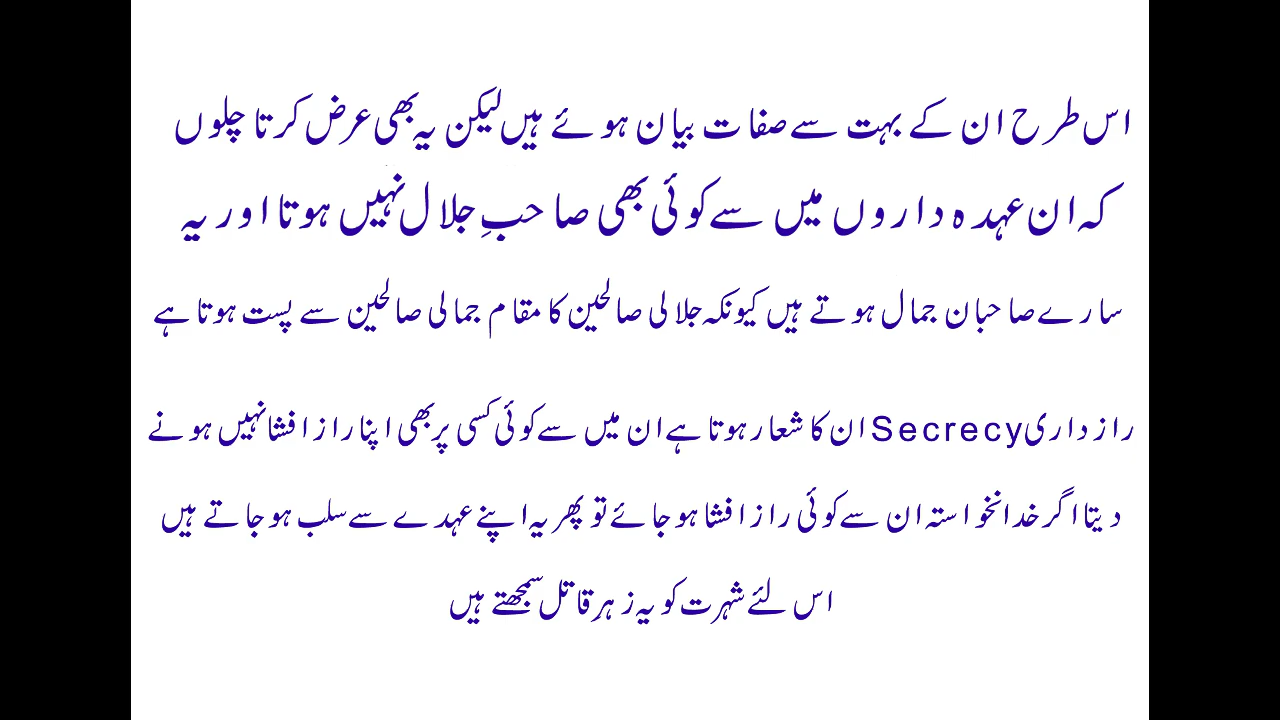 اس طرح ان کے بہت سے صفات بیان ہوئے ہیں لیکن یہ بھی عرض کرتا چلوں
کہ ان عہدہ داروں میں سے کوئی بھی صاحبِ جلال نہیں ہوتا اور یہ
سارے صاحبان جمال ہوتے ہیں کیونکہ جلالی صالحین کا مقام جمالی صالحین سے پست ہوتا ہے
راز داری Secrecy ان کا شعار ہوتا ہے ان میں سے کوئی کسی پر بھی اپنا راز افشا نہیں ہونے
دیتا اگر خدانخواستہ ان سے کوئی راز افشا ہو جائے تو پھر یہ اپنے عہدے سے سلب ہو جاتے ہیں
اس لئے شہرت کو یہ زہرِ قاتل سمجھتے ہیں